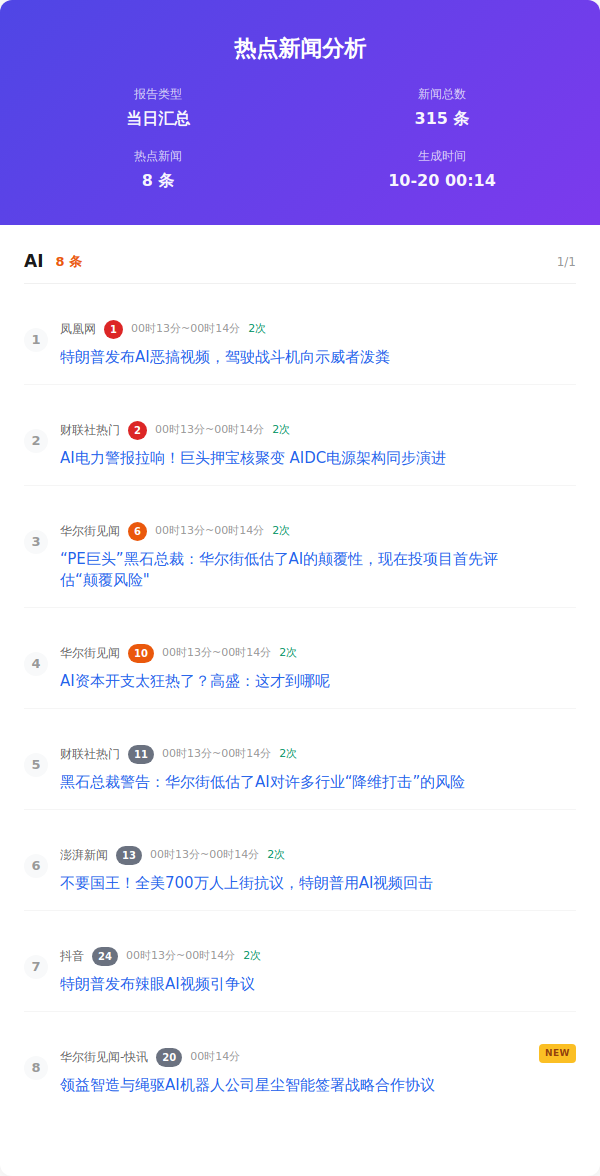 热点新闻分析
报告类型
新闻总数
当日汇总
315 条
热点新闻
生成时间
8 条
10-20 00:14
AI 8 条 1/1
1
凤凰网 1 00时13分~00时14分 2次
特朗普发布AI恶搞视频，驾驶战斗机向示威者泼粪
2
财联社热门 2 00时13分~00时14分 2次
AI电力警报拉响！巨头押宝核聚变 AIDC电源架构同步演进
3
华尔街见闻 6 00时13分~00时14分 2次
“PE巨头”黑石总裁：华尔街低估了AI的颠覆性，现在投项目首先评
估“颠覆风险"
4
华尔街见闻 10 00时13分~00时14分 2次
AI资本开支太狂热了？高盛：这才到哪呢
5
财联社热门 11 00时13分~00时14分 2次
黑石总裁警告：华尔街低估了AI对许多行业“降维打击”的风险
6
澎湃新闻 13 00时13分~00时14分 2次
不要国王！全美700万人上街抗议，特朗普用AI视频回击
7
抖音 24 00时13分~00时14分 2次
特朗普发布辣眼AI视频引争议
8
华尔街见闻-快讯 20 00时14分 NEW
领益智造与绳驱AI机器人公司星尘智能签署战略合作协议